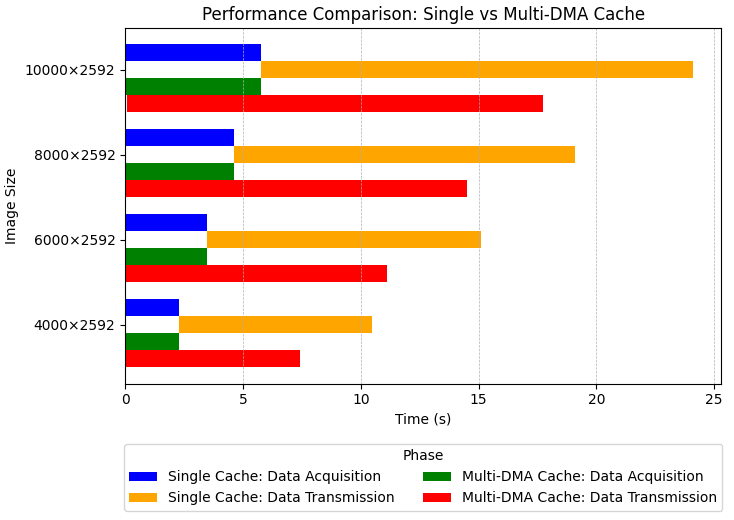 Performance Comparison: Single vs Multi-DMA Cache
Image Size
10000×2592
8000×2592
6000×2592
4000×2592
0 5 10 15 20 25
Time (s)
Phase
Single Cache: Data Acquisition
Single Cache: Data Transmission
Multi-DMA Cache: Data Acquisition
Multi-DMA Cache: Data Transmission